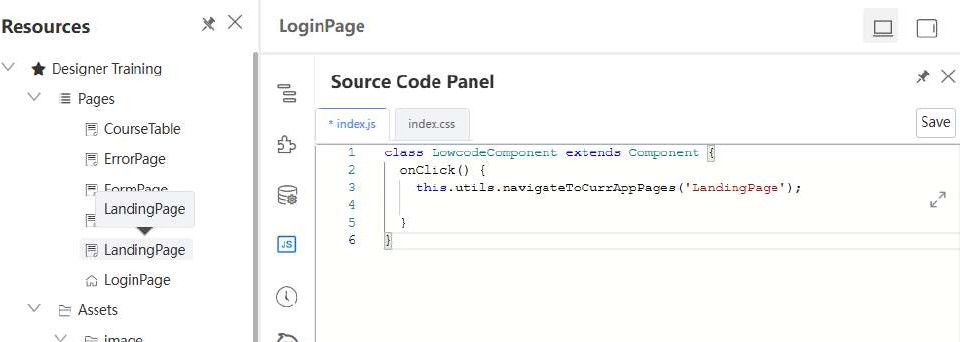 Resources
Designer Training
Pages
CourseTable
ErrorPage
FormPage
LandingPage
LandingPage
LoginPage
Assets
image
LoginPage
Source Code Panel
* index.js
index.css
Save
1 class LowcodeComponent extends Component {
2 onClick() {
3 this.utils.navigateToCurrAppPages('LandingPage');
4
5 }
6 }
JS